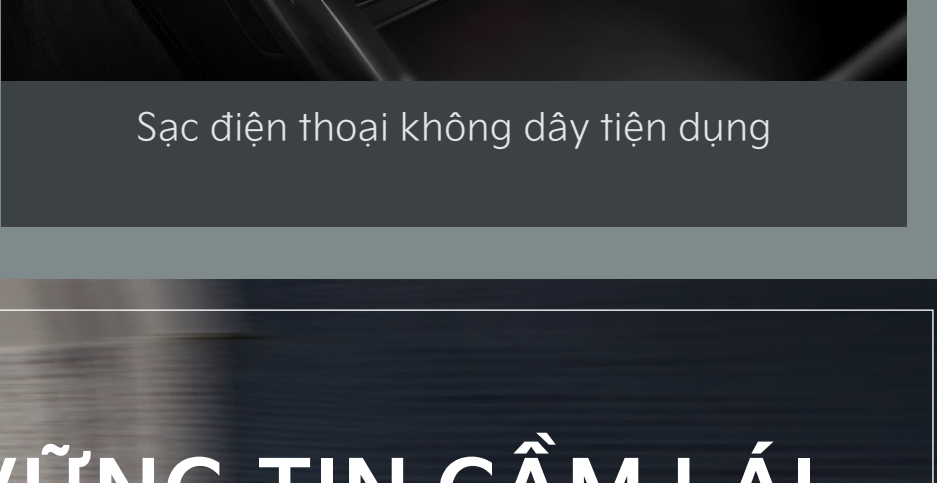 Sạc điện thoại không dây tiện dụng
VỮNG TIN CẦM LÁI